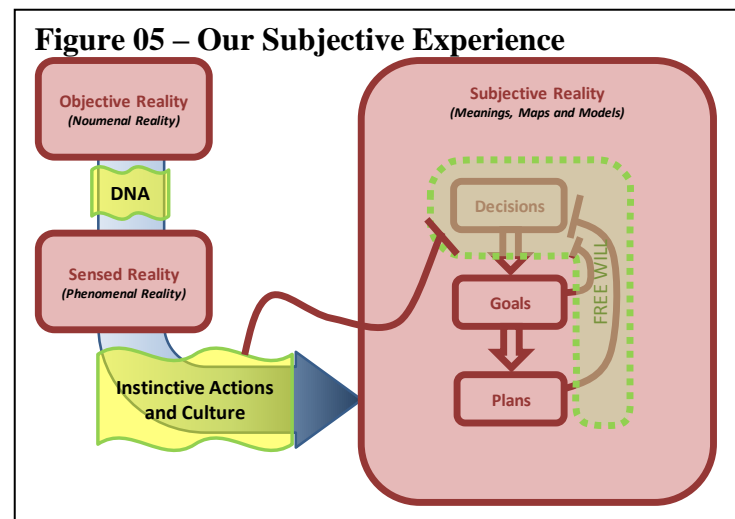 Figure 05 – Our Subjective Experience
Objective Reality
(Noumenal Reality)
DNA
Sensed Reality
(Phenomenal Reality)
Instinctive Actions
and Culture
Subjective Reality
(Meanings, Maps and Models)
Decisions
Goals
Plans
FREE WILL